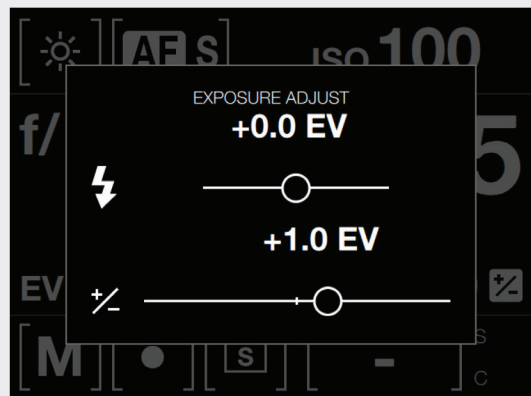 AF S
ISO 100
EXPOSURE ADJUST
+0.0 EV
f/
5
+1.0 EV
EV
+/-
+/-
M
S
-
S
C